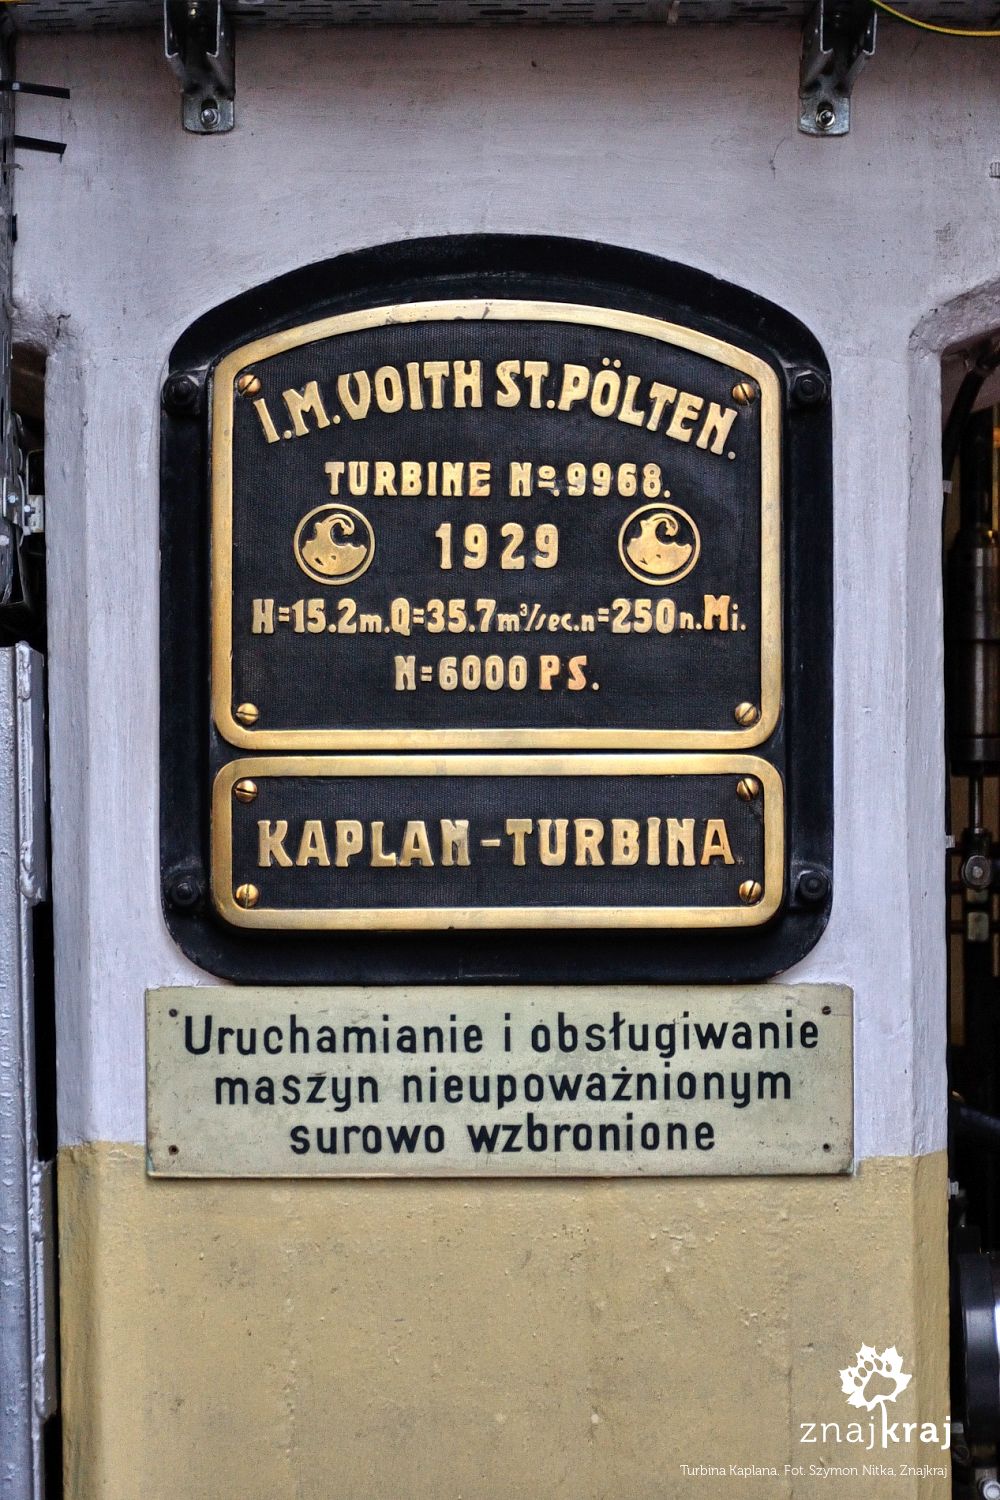 I.M.VOITH ST.PÖLTEN.
TURBINE No.9968.
1929
H=15.2m.Q=35.7m³/sec.n=250n.Mi.
N=6000 PS.
KAPLAN-TURBINA
Uruchamianie i obsługiwanie
maszyn nieupoważnionym
surowo wzbronione
znajkraj
Turbina Kaplana. Fot. Szymon Nitka, Znajkraj